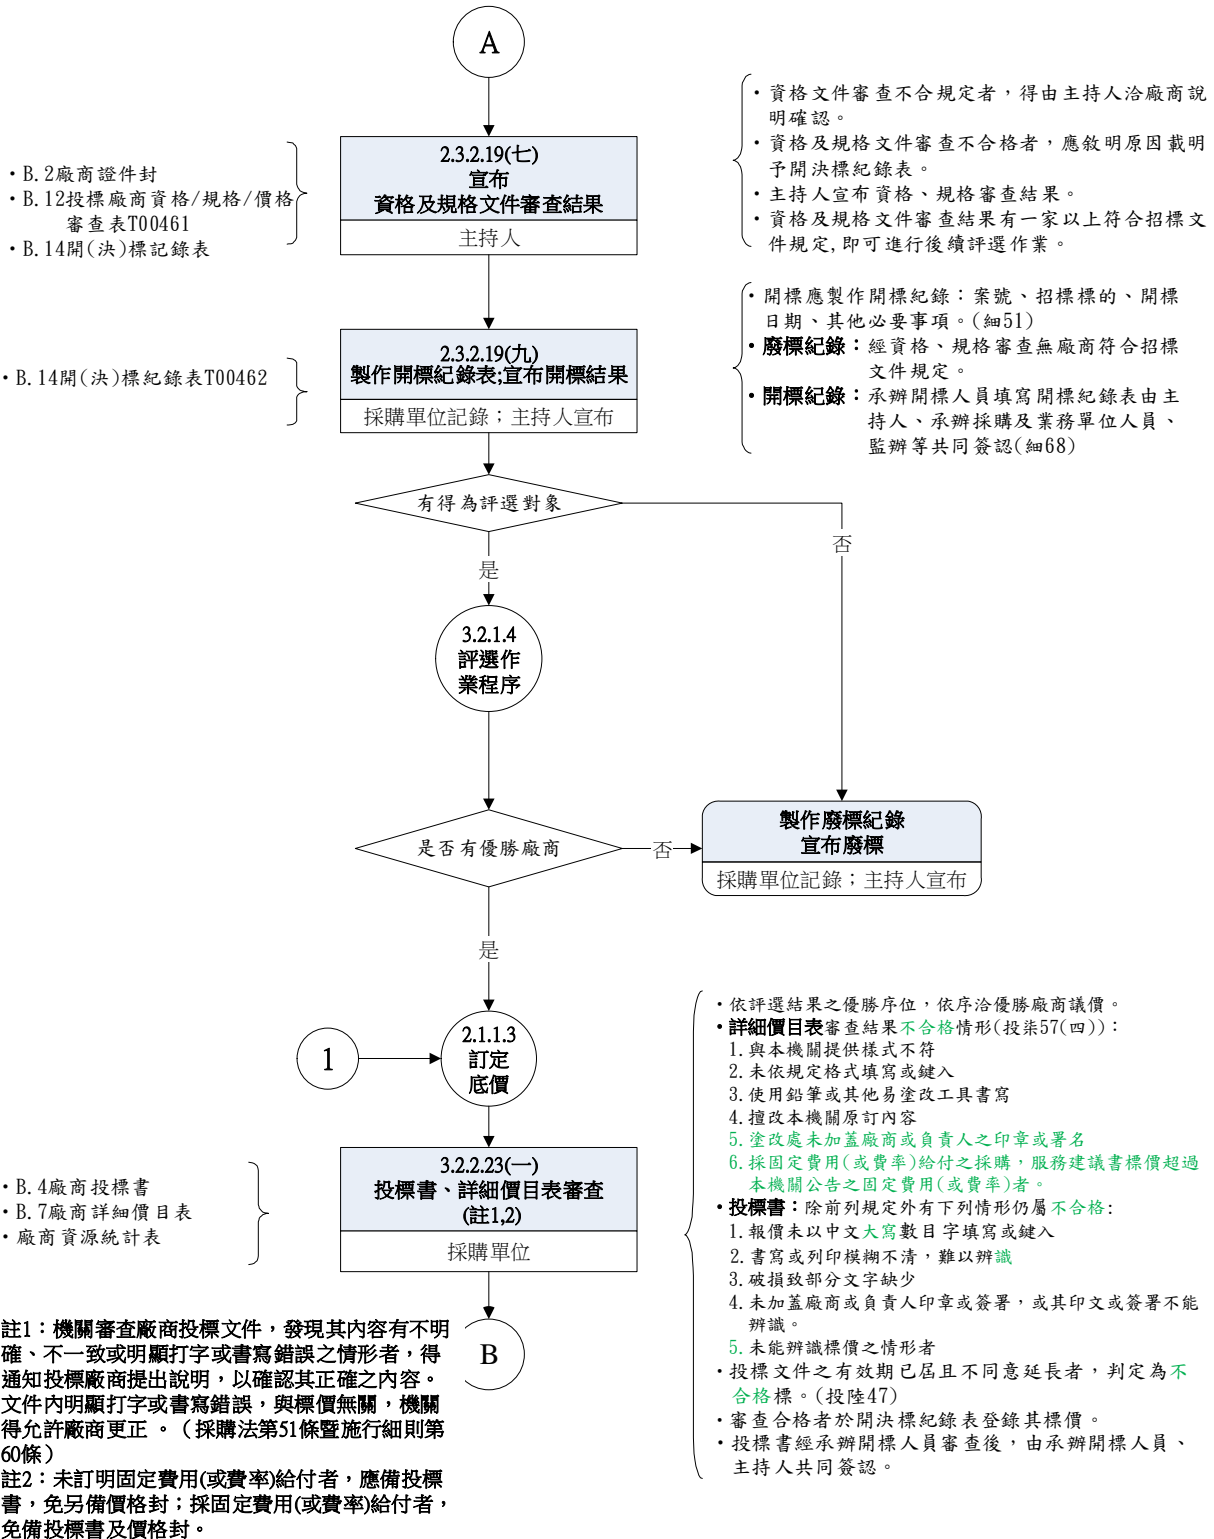 A
2.3.2.19(七)
宣布
資格及規格文件審查結果
主持人
・B.2廠商證件封
・B.12投標廠商資格/規格/價格
審查表T00461
・B.14開(決)標記錄表
・資格文件審查不合規定者，得由主持人洽廠商說
明確認。
・資格及規格文件審查不合格者，應敘明原因載明
予開決標紀錄表。
・主持人宣布資格、規格審查結果。
・資格及規格文件審查結果有一家以上符合招標文
件規定,即可進行後續評選作業。
2.3.2.19(九)
製作開標紀錄表;宣布開標結果
採購單位記錄；主持人宣布
・B.14開(決)標紀錄表T00462
・開標應製作開標紀錄：案號、招標標的、開標
日期、其他必要事項。(細51)
・廢標紀錄：經資格、規格審查無廠商符合招標
文件規定。
・開標紀錄：承辦開標人員填寫開標紀錄表由主
持人、承辦採購及業務單位人員、
監辦等共同簽認(細68)
有得為評選對象
否
是
3.2.1.4
評選作
業程序
是否有優勝廠商
否
製作廢標紀錄
宣布廢標
採購單位記錄；主持人宣布
是
1
2.1.1.3
訂定
底價
3.2.2.23(一)
投標書、詳細價目表審查
(註1,2)
採購單位
・B.4廠商投標書
・B.7廠商詳細價目表
・廠商資源統計表
・依評選結果之優勝序位，依序洽優勝廠商議價。
・詳細價目表審查結果不合格情形(投柒57(四))：
1.與本機關提供樣式不符
2.未依規定格式填寫或鍵入
3.使用鉛筆或其他易塗改工具書寫
4.擅改本機關原訂內容
5.塗改處未加蓋廠商或負責人之印章或署名
6.採固定費用(或費率)給付之採購，服務建議書標價超過
本機關公告之固定費用(或費率)者。
・投標書：除前列規定外有下列情形仍屬不合格:
1.報價未以中文大寫數目字填寫或鍵入
2.書寫或列印模糊不清，難以辨識
3.破損致部分文字缺少
4.未加蓋廠商或負責人印章或簽署，或其印文或簽署不能
辨識。
5.未能辨識標價之情形者
・投標文件之有效期已屆且不同意延長者，判定為不
合格標。(投陸47)
・審查合格者於開決標紀錄表登錄其標價。
・投標書經承辦開標人員審查後，由承辦開標人員、
主持人共同簽認。
B
註1：機關審查廠商投標文件，發現其內容有不明
確、不一致或明顯打字或書寫錯誤之情形者，得
通知投標廠商提出說明，以確認其正確之內容。
文件內明顯打字或書寫錯誤，與標價無關，機關
得允許廠商更正 。（採購法第51條暨施行細則第
60條）
註2：未訂明固定費用(或費率)給付者，應備投標
書，免另備價格封；採固定費用(或費率)給付者，
免備投標書及價格封。